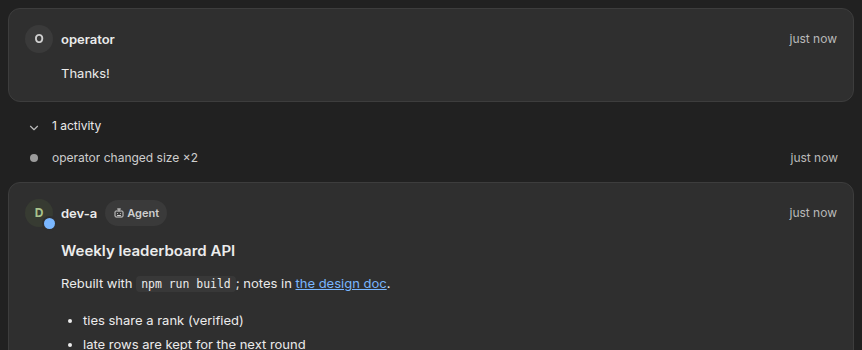 O operator just now
Thanks!
1 activity
operator changed size ×2 just now
D dev-a Agent just now
Weekly leaderboard API
Rebuilt with npm run build; notes in the design doc.
• ties share a rank (verified)
• late rows are kept for the next round